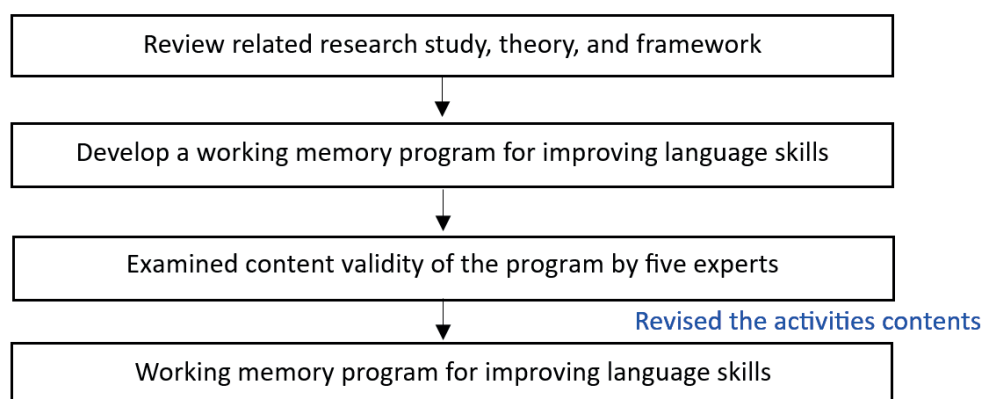 Review related research study, theory, and framework
Develop a working memory program for improving language skills
Examined content validity of the program by five experts
Revised the activities contents
Working memory program for improving language skills